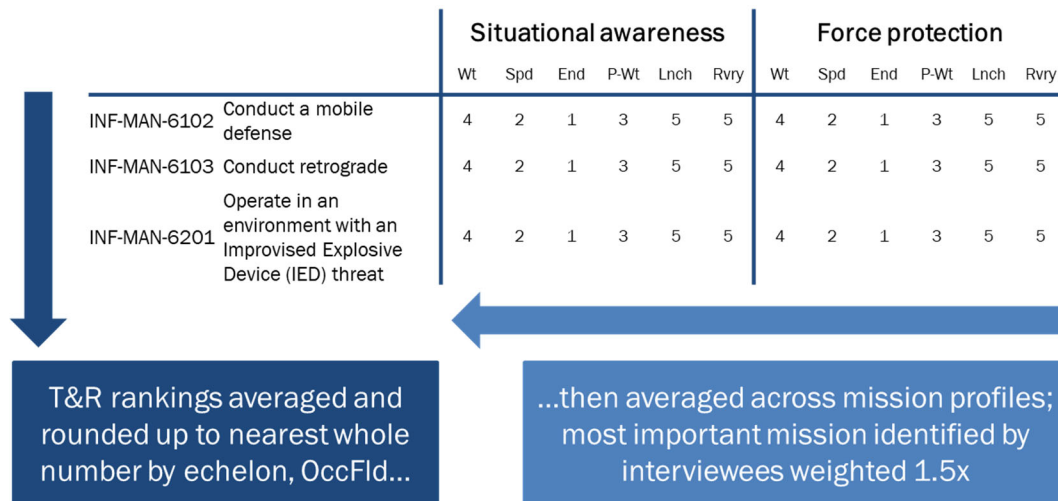 Situational awareness Force protection
Wt Spd End P-Wt Lnch Rvry Wt Spd End P-Wt Lnch Rvry
INF-MAN-6102 Conduct a mobile
defense 4 2 1 3 5 5 4 2 1 3 5 5
INF-MAN-6103 Conduct retrograde 4 2 1 3 5 5 4 2 1 3 5 5
Operate in an
environment with an
INF-MAN-6201 4 2 1 3 5 5 4 2 1 3 5 5
Improvised Explosive
Device (IED) threat
T&R rankings averaged and
rounded up to nearest whole
number by echelon, OccFld...
...then averaged across mission profiles;
most important mission identified by
interviewees weighted 1.5x